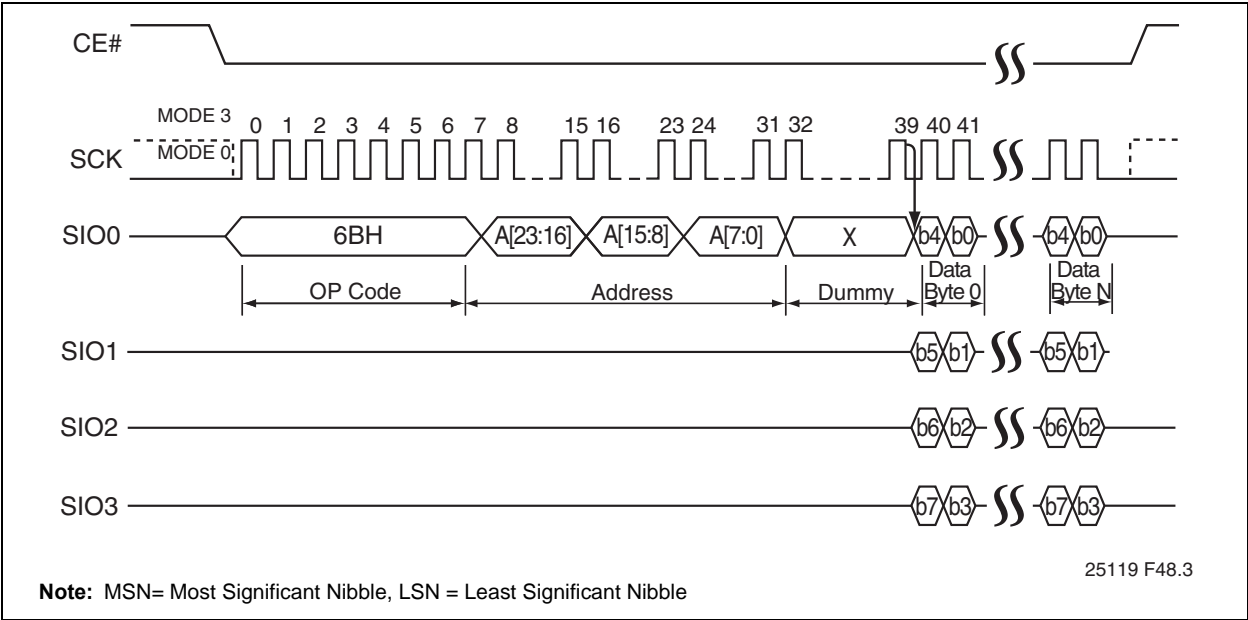 CE#
MODE 3
0 1 2 3 4 5 6 7 8 15 16 23 24 31 32 39 40 41
SCK
MODE 0
SIO0
6BH
A[23:16]
A[15:8]
A[7:0]
X
b4 b0
b4 b0
OP Code
Address
Dummy
Data
Byte 0
Data
Byte N
SIO1
b5 b1
b5 b1
SIO2
b6 b2
b6 b2
SIO3
b7 b3
b7 b3
25119 F48.3
Note: MSN= Most Significant Nibble, LSN = Least Significant Nibble